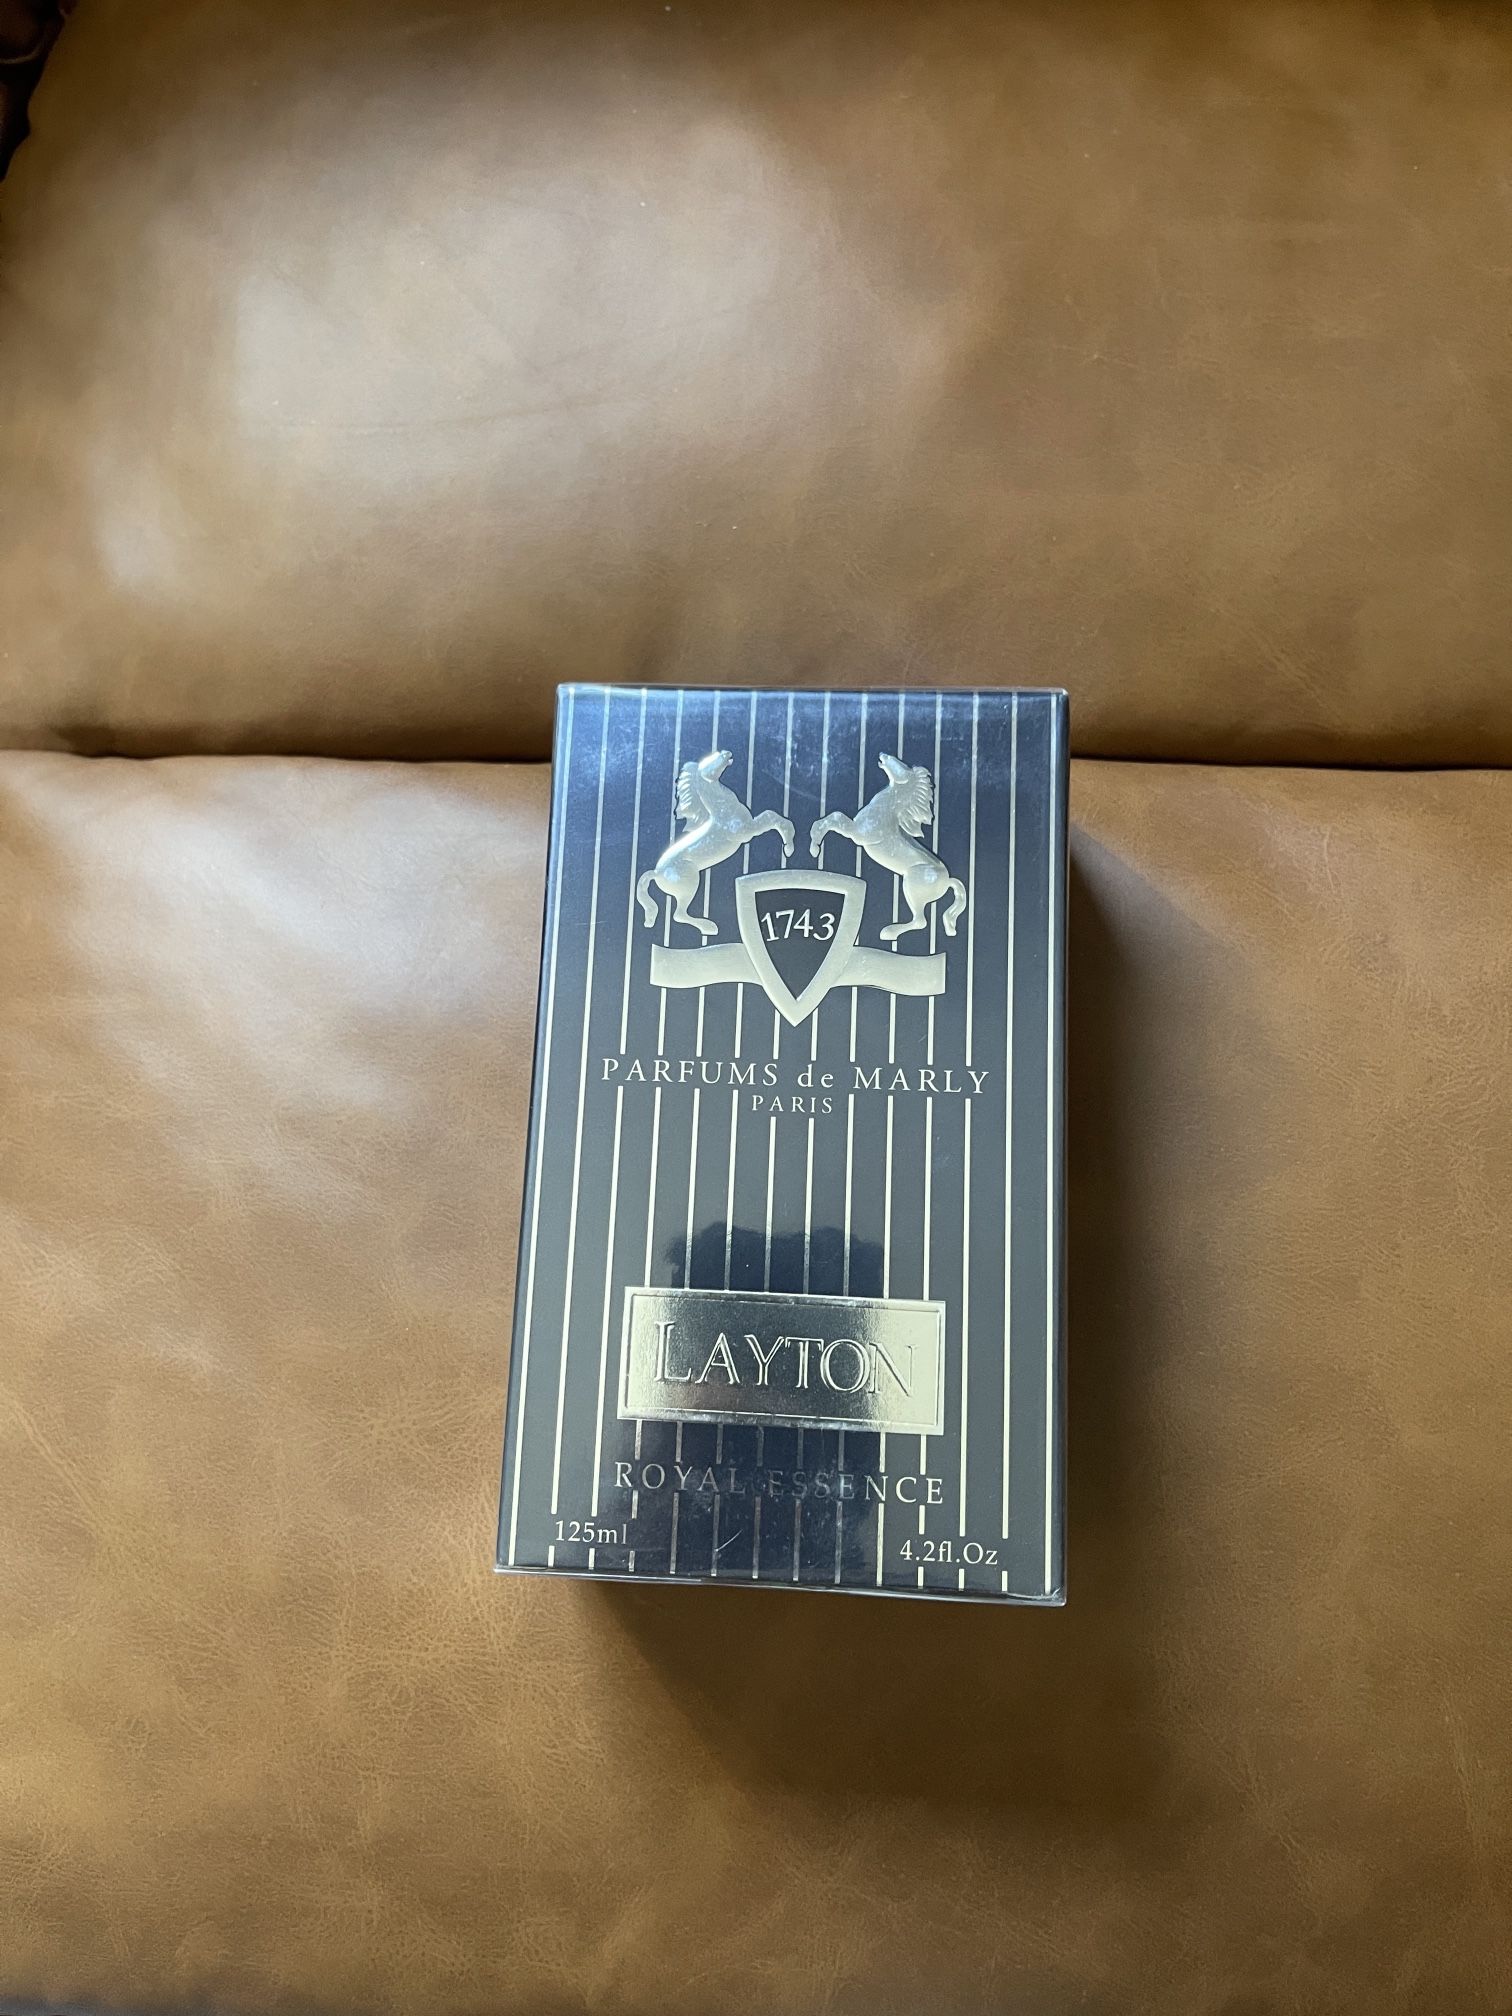 1743
PARFUMS de MARLY
PARIS
LAYTON
ROYAL ESSENCE
125ml
4.2fl.Oz